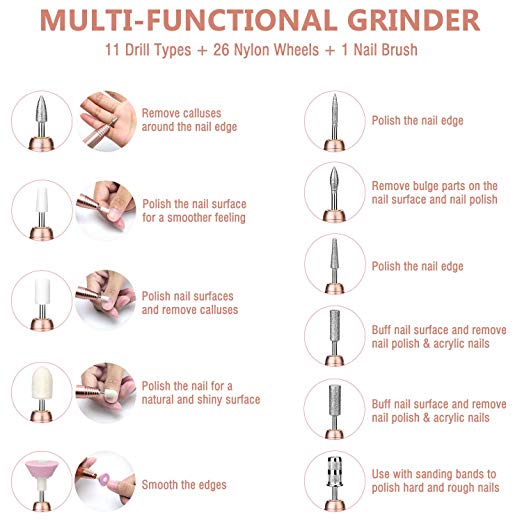 MULTI-FUNCTIONAL GRINDER
11 Drill Types + 26 Nylon Wheels + 1 Nail Brush
Remove calluses
around the nail edge
Polish the nail surface
for a smoother feeling
Polish nail surfaces
and remove calluses
Polish the nail for a
natural and shiny surface
Smooth the edges
Polish the nail edge
Remove bulge parts on the
nail surface and nail polish
Polish the nail edge
Buff nail surface and remove
nail polish & acrylic nails
Buff nail surface and remove
nail polish & acrylic nails
Use with sanding bands to
polish hard and rough nails